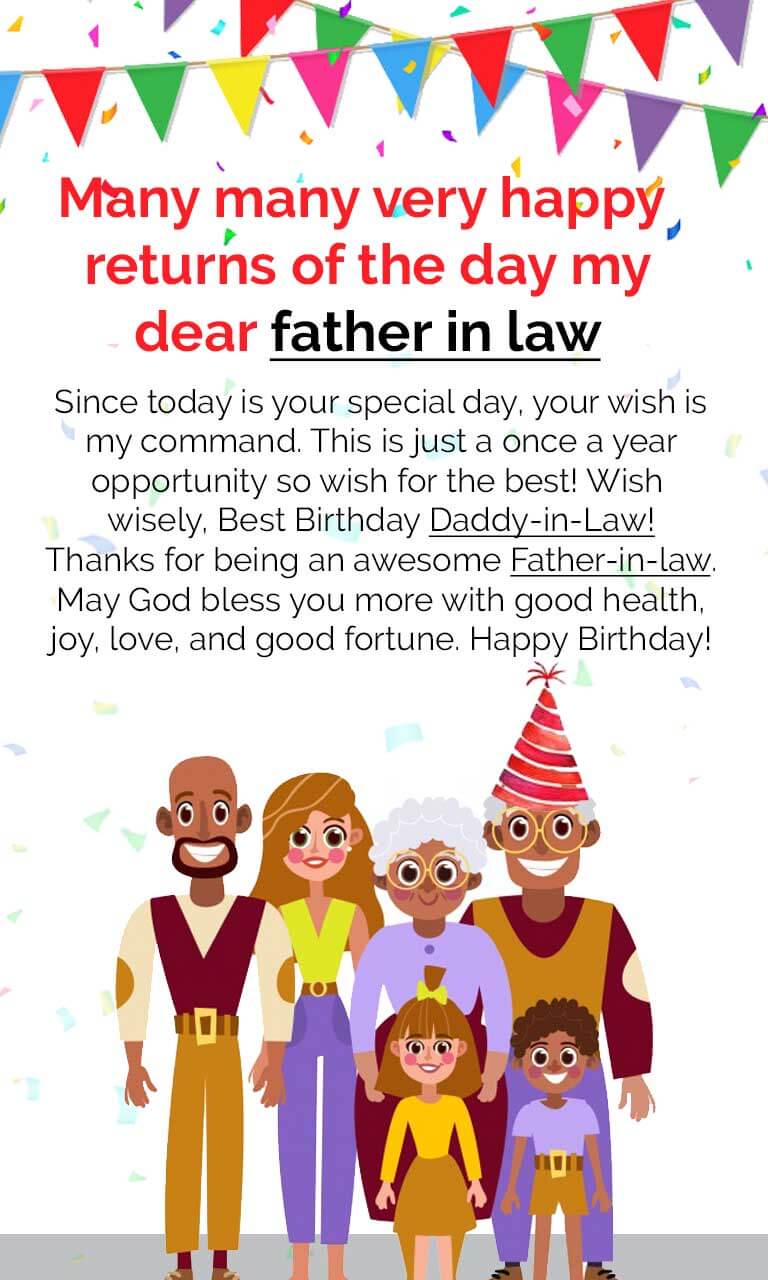 Many many very happy
returns of the day my
dear father in law
Since today is your special day, your wish is
my command. This is just a once a year
opportunity so wish for the best! Wish
wisely, Best Birthday Daddy-in-Law!
Thanks for being an awesome Father-in-law.
May God bless you more with good health,
joy, love, and good fortune. Happy Birthday!